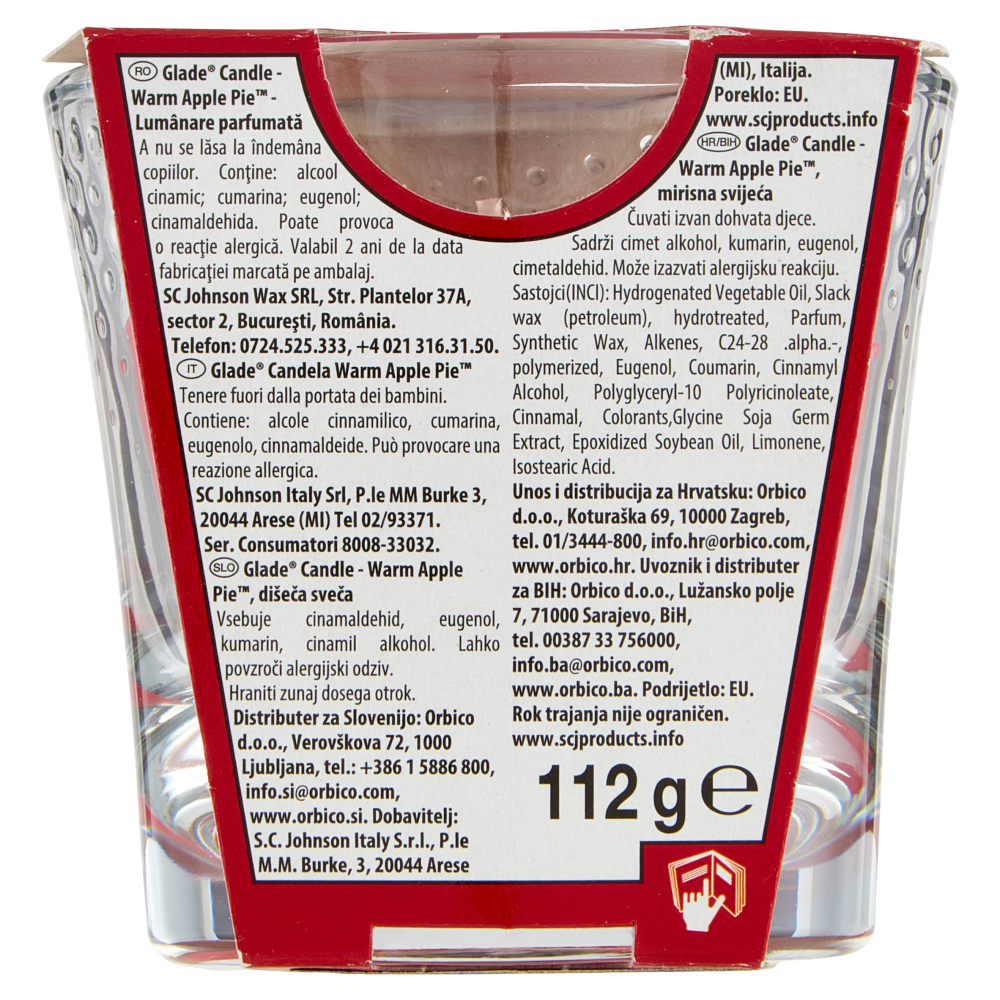 RO Glade® Candle -
Warm Apple Pie™ -
Lumânare parfumată
A nu se lăsa la îndemâna
copiilor. Conţine: alcool
cinamic; cumarina; eugenol;
cinamaldehida. Poate provoca
o reacţie alergică. Valabil 2 ani de la data
fabricaţiei marcată pe ambalaj.
SC Johnson Wax SRL, Str. Plantelor 37A,
sector 2, Bucureşti, România.
Telefon: 0724.525.333, +4 021 316.31.50.
IT Glade® Candela Warm Apple Pie™
Tenere fuori dalla portata dei bambini.
Contiene: alcole cinnamilico, cumarina,
eugenolo, cinnamaldeide. Può provocare una
reazione allergica.
SC Johnson Italy Srl, P.le MM Burke 3,
20044 Arese (MI) Tel 02/93371.
Ser. Consumatori 8008-33032.
SLO Glade® Candle - Warm Apple
Pie™, dišeča sveča
Vsebuje cinamaldehid, eugenol,
kumarin, cinamil alkohol. Lahko
povzroči alergijski odziv.
Hraniti zunaj dosega otrok.
Distributer za Slovenijo: Orbico
d.o.o., Verovškova 72, 1000
Ljubljana, tel.: +386 1 5886 800,
info.si@orbico.com,
www.orbico.si. Dobavitelj:
S.C. Johnson Italy S.r.l., P.le
M.M. Burke, 3, 20044 Arese
(MI), Italija.
Poreklo: EU.
www.scjproducts.info
HR/BIH Glade® Candle -
Warm Apple Pie™,
mirisna svijeća
Čuvati izvan dohvata djece.
Sadrži cimet alkohol, kumarin, eugenol,
cimetaldehid. Može izazvati alergijsku reakciju.
Sastojci(INCI): Hydrogenated Vegetable Oil, Slack
wax (petroleum), hydrotreated, Parfum,
Synthetic Wax, Alkenes, C24-28 .alpha.-,
polymerized, Eugenol, Coumarin, Cinnamyl
Alcohol, Polyglyceryl-10 Polyricinoleate,
Cinnamal, Colorants,Glycine Soja Germ
Extract, Epoxidized Soybean Oil, Limonene,
Isostearic Acid.
Unos i distribucija za Hrvatsku: Orbico
d.o.o., Koturaška 69, 10000 Zagreb,
tel. 01/3444-800, info.hr@orbico.com,
www.orbico.hr. Uvoznik i distributer
za BIH: Orbico d.o.o., Lužansko polje
7, 71000 Sarajevo, BiH,
tel. 00387 33 756000,
info.ba@orbico.com,
www.orbico.ba. Podrijetlo: EU.
Rok trajanja nije ograničen.
www.scjproducts.info
112 g ℮